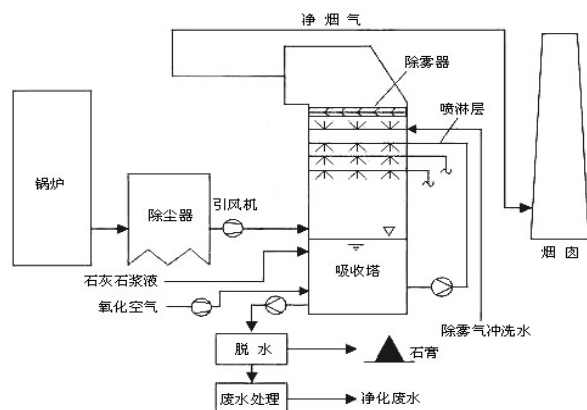 净 烟 气
除雾器
喷淋层
锅炉
除尘器
引风机
烟 囱
石灰石浆液
吸收塔
氧化空气
除雾气冲洗水
脱 水
石膏
废水处理
净化废水